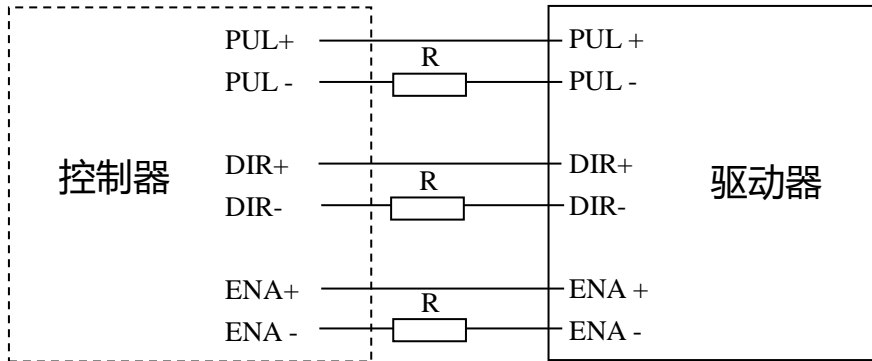 PUL+ PUL +
R
PUL - PUL -
控制器 驱动器
DIR+ DIR+
R
DIR- DIR-
ENA+ ENA +
R
ENA - ENA -